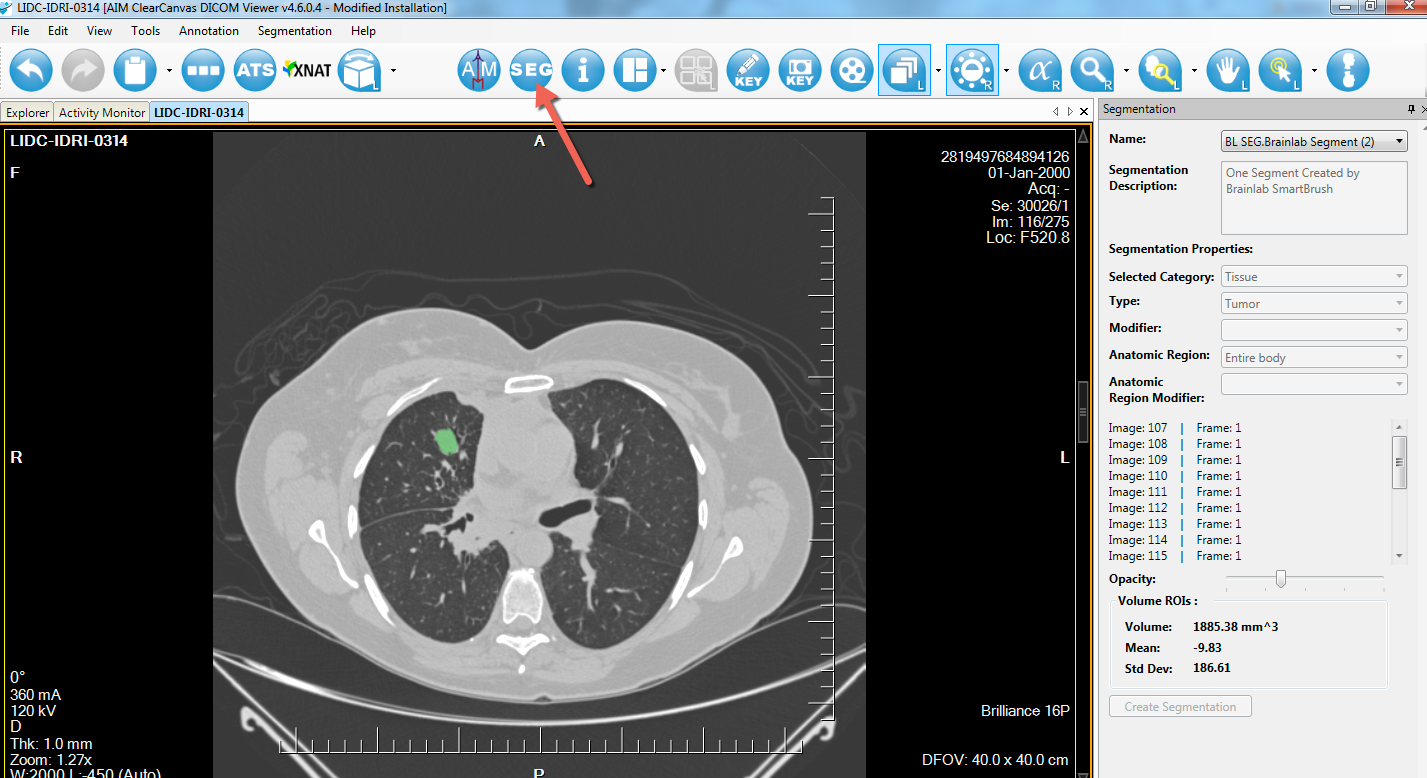 LIDC-IDRI-0314 [AIM ClearCanvas DICOM Viewer v4.6.0.4 - Modified Installation]
File Edit View Tools Annotation Segmentation Help
ATS XNAT L AIM SEG L KEY KEY L R α R R L L L
Explorer Activity Monitor LIDC-IDRI-0314
LIDC-IDRI-0314
F
A
2819497684894126
01-Jan-2000
Acq: -
Se: 30026/1
Im: 116/275
Loc: F520.8
R
L
0°
360 mA
120 kV
D
Thk: 1.0 mm
Zoom: 1.27x
W:2000 L:-450 (Auto)
P
Brilliance 16P
DFOV: 40.0 x 40.0 cm
Segmentation
Name: BL SEG.Brainlab Segment (2)
Segmentation Description: One Segment Created by
Brainlab SmartBrush
Segmentation Properties:
Selected Category: Tissue
Type: Tumor
Modifier:
Anatomic Region: Entire body
Anatomic
Region Modifier:
Image: 107 | Frame: 1
Image: 108 | Frame: 1
Image: 109 | Frame: 1
Image: 110 | Frame: 1
Image: 111 | Frame: 1
Image: 112 | Frame: 1
Image: 113 | Frame: 1
Image: 114 | Frame: 1
Image: 115 | Frame: 1
Opacity:
Volume ROIs :
Volume: 1885.38 mm^3
Mean: -9.83
Std Dev: 186.61
Create Segmentation